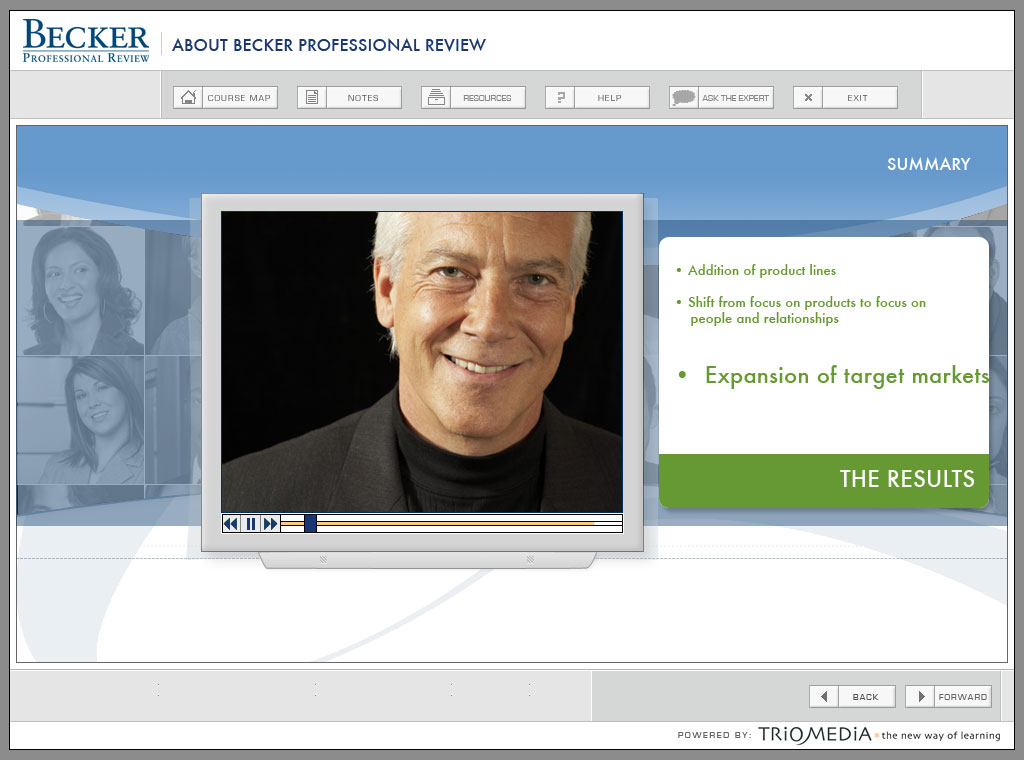 BECKER
PROFESSIONAL REVIEW
ABOUT BECKER PROFESSIONAL REVIEW
COURSE MAP
NOTES
RESOURCES
? HELP
ASK THE EXPERT
EXIT
SUMMARY
• Addition of product lines
• Shift from focus on products to focus on
people and relationships
• Expansion of target markets
THE RESULTS
BACK
FORWARD
POWERED BY: TRiOMEDiA • the new way of learning